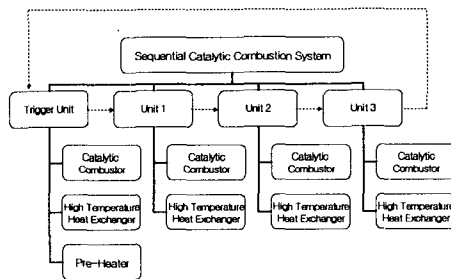 Sequential Catalytic Combustion System
Trigger Unit
Unit 1
Unit 2
Unit 3
Catalytic
Combustor
Catalytic
Combustor
Catalytic
Combustor
Catalytic
Combustor
High Temperature
Heat Exchanger
High Temperature
Heat Exchanger
High Temperature
Heat Exchanger
High Temperature
Heat Exchanger
Pre-Heater